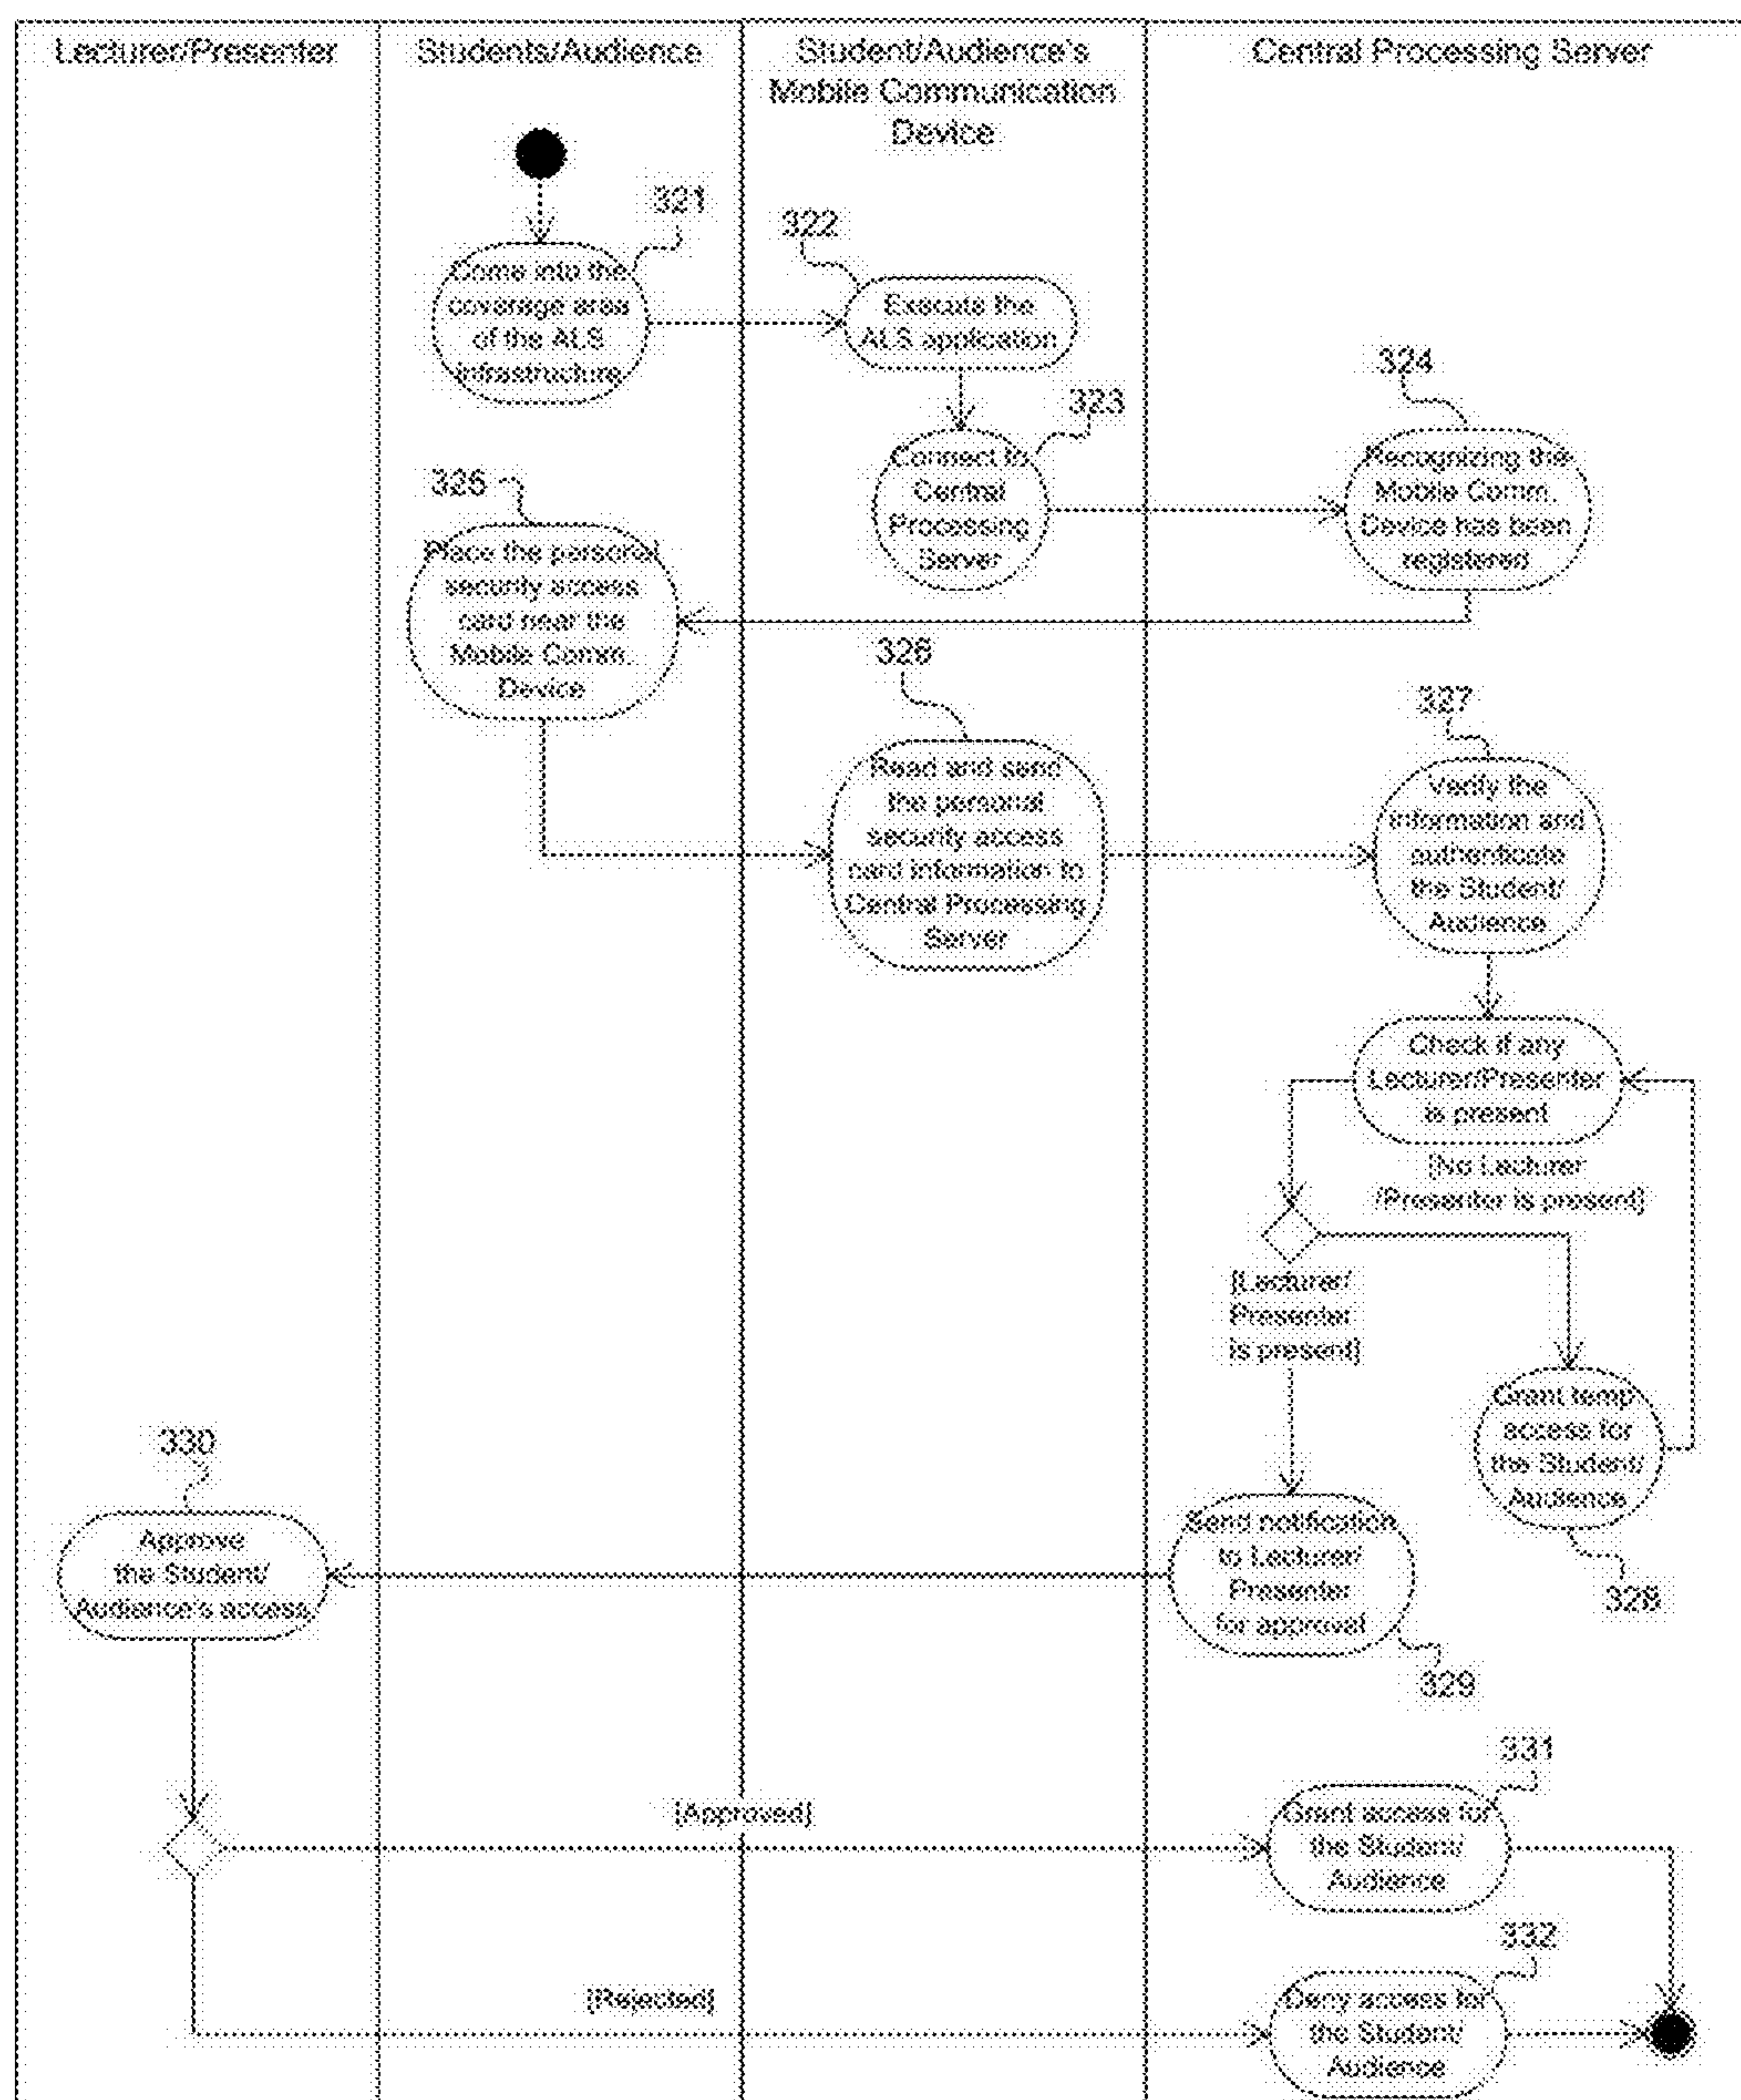 Lecturer/Presenter
Students/Audience
Student/Audience's
Mobile Communication
Device
Central Processing Server
321
Come into the
coverage area
of the ALS
infrastructure
322
Execute the
ALS application
323
Connect to
Central
Processing
Server
324
Recognizing the
Mobile Comm.
Device has been
registered
325
Place the personal
security access
card near the
Mobile Comm.
Device
326
Read and send
the personal
security access
card information to
Central Processing
Server
327
Verify the
information and
authenticate
the Student/
Audience
Check if any
Lecturer/Presenter
is present
[No Lecturer
/Presenter is present]
[Lecturer/
Presenter
is present]
Grant temp
access for
the Student/
Audience
328
Send notification
to Lecturer/
Presenter
for approval
329
330
Approve
the Student/
Audience's access
[Approved]
331
Grant access for
the Student/
Audience
[Rejected]
332
Deny access for
the Student/
Audience